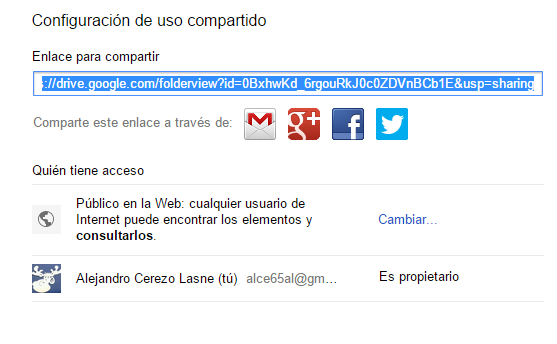 Configuración de uso compartido
Enlace para compartir
://drive.google.com/folderview?id=0BxhwKd_6rgouRkJ0c0ZDVnBCb1E&usp=sharing
Comparte este enlace a través de:
Quién tiene acceso
Público en la Web: cualquier usuario de
Internet puede encontrar los elementos y
consultarlos.
Cambiar...
Alejandro Cerezo Lasne (tú) alce65al@gm... Es propietario